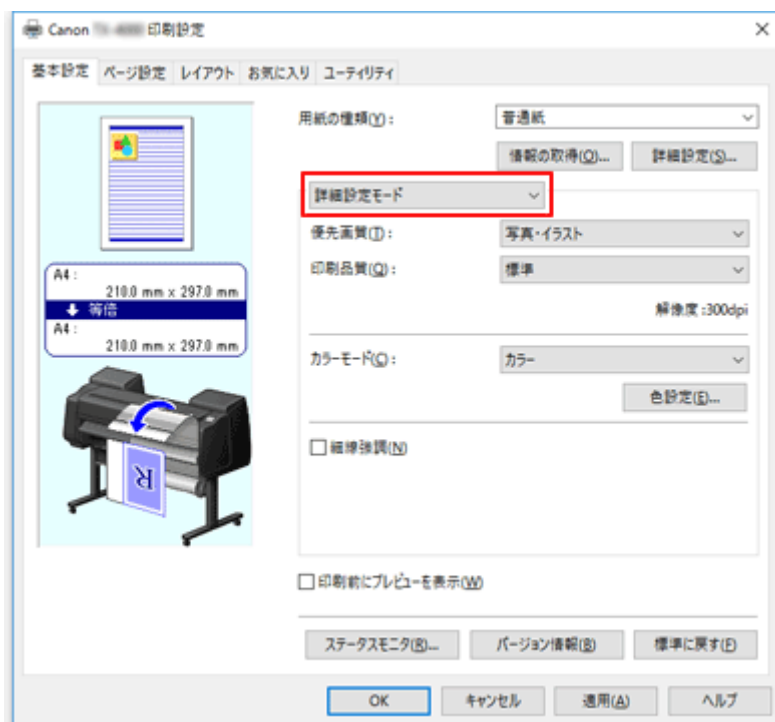 Canon 印刷設定
基本設定 ページ設定 レイアウト お気に入り ユーティリティ
用紙の種類(Y): 普通紙
情報の取得(O)... 詳細設定(S)...
詳細設定モード
優先画質(T): 写真・イラスト
印刷品質(Q): 標準
解像度:300dpi
カラーモード(C): カラー
色設定(E)...
細線強調(N)
A4:
210.0 mm x 297.0 mm
等倍
A4:
210.0 mm x 297.0 mm
R
印刷前にプレビューを表示(W)
ステータスモニタ(R)... バージョン情報(B) 標準に戻す(F)
OK キャンセル 適用(A) ヘルプ